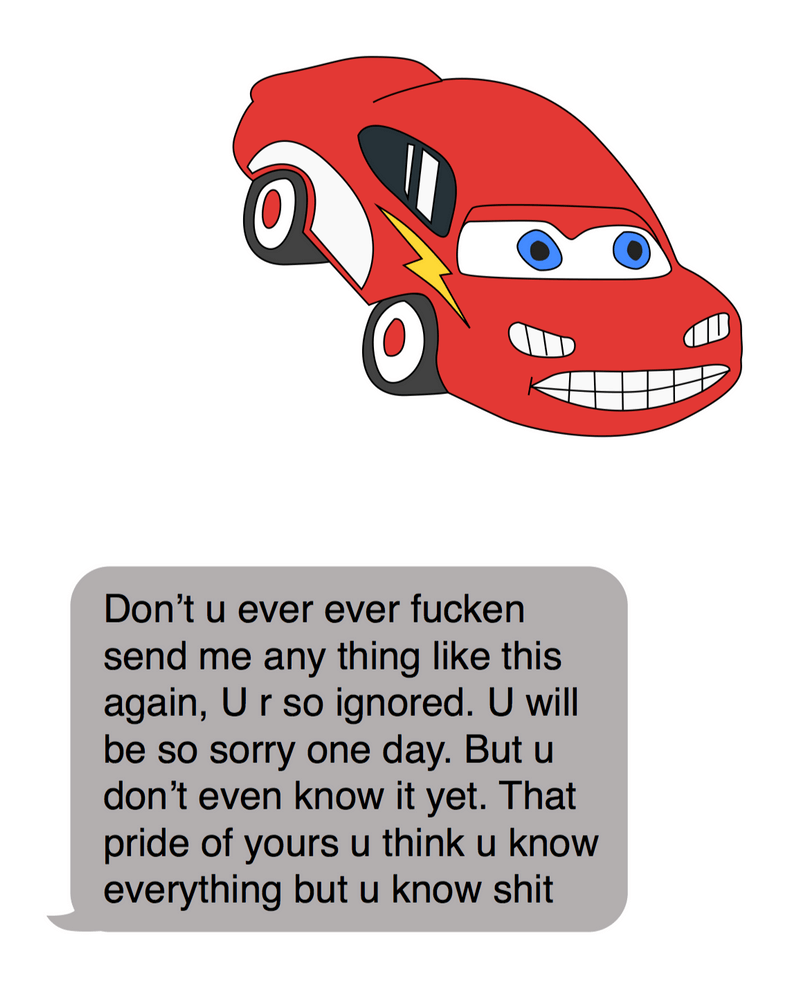 Don’t u ever ever fucken
send me any thing like this
again, U r so ignored. U will
be so sorry one day. But u
don’t even know it yet. That
pride of yours u think u know
everything but u know shit